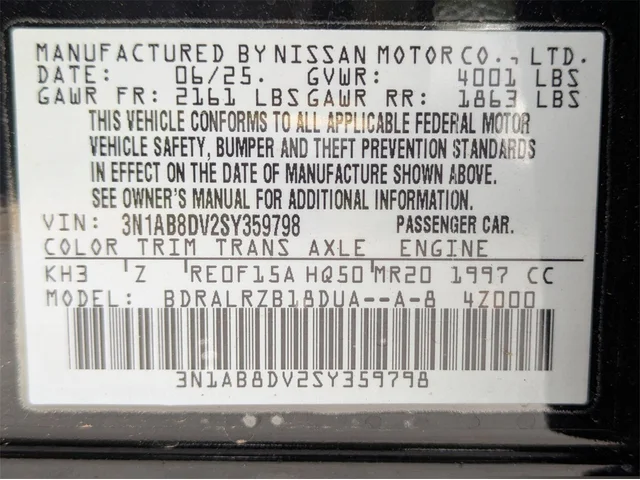 MANUFACTURED BY NISSAN MOTOR CO., LTD.
DATE: 06/25. GVWR: 4001 LBS
GAWR FR: 2161 LBS GAWR RR: 1863 LBS
THIS VEHICLE CONFORMS TO ALL APPLICABLE FEDERAL MOTOR
VEHICLE SAFETY, BUMPER AND THEFT PREVENTION STANDARDS
IN EFFECT ON THE DATE OF MANUFACTURE SHOWN ABOVE.
SEE OWNER'S MANUAL FOR ADDITIONAL INFORMATION.
VIN: 3N1AB8DV2SY359798 PASSENGER CAR.
COLOR TRIM TRANS AXLE ENGINE
KH3 Z RE0F15A HQ50 MR20 1997 CC
MODEL: BDRALRZB18DUA--A-8 4Z000
3N1AB8DV2SY359798